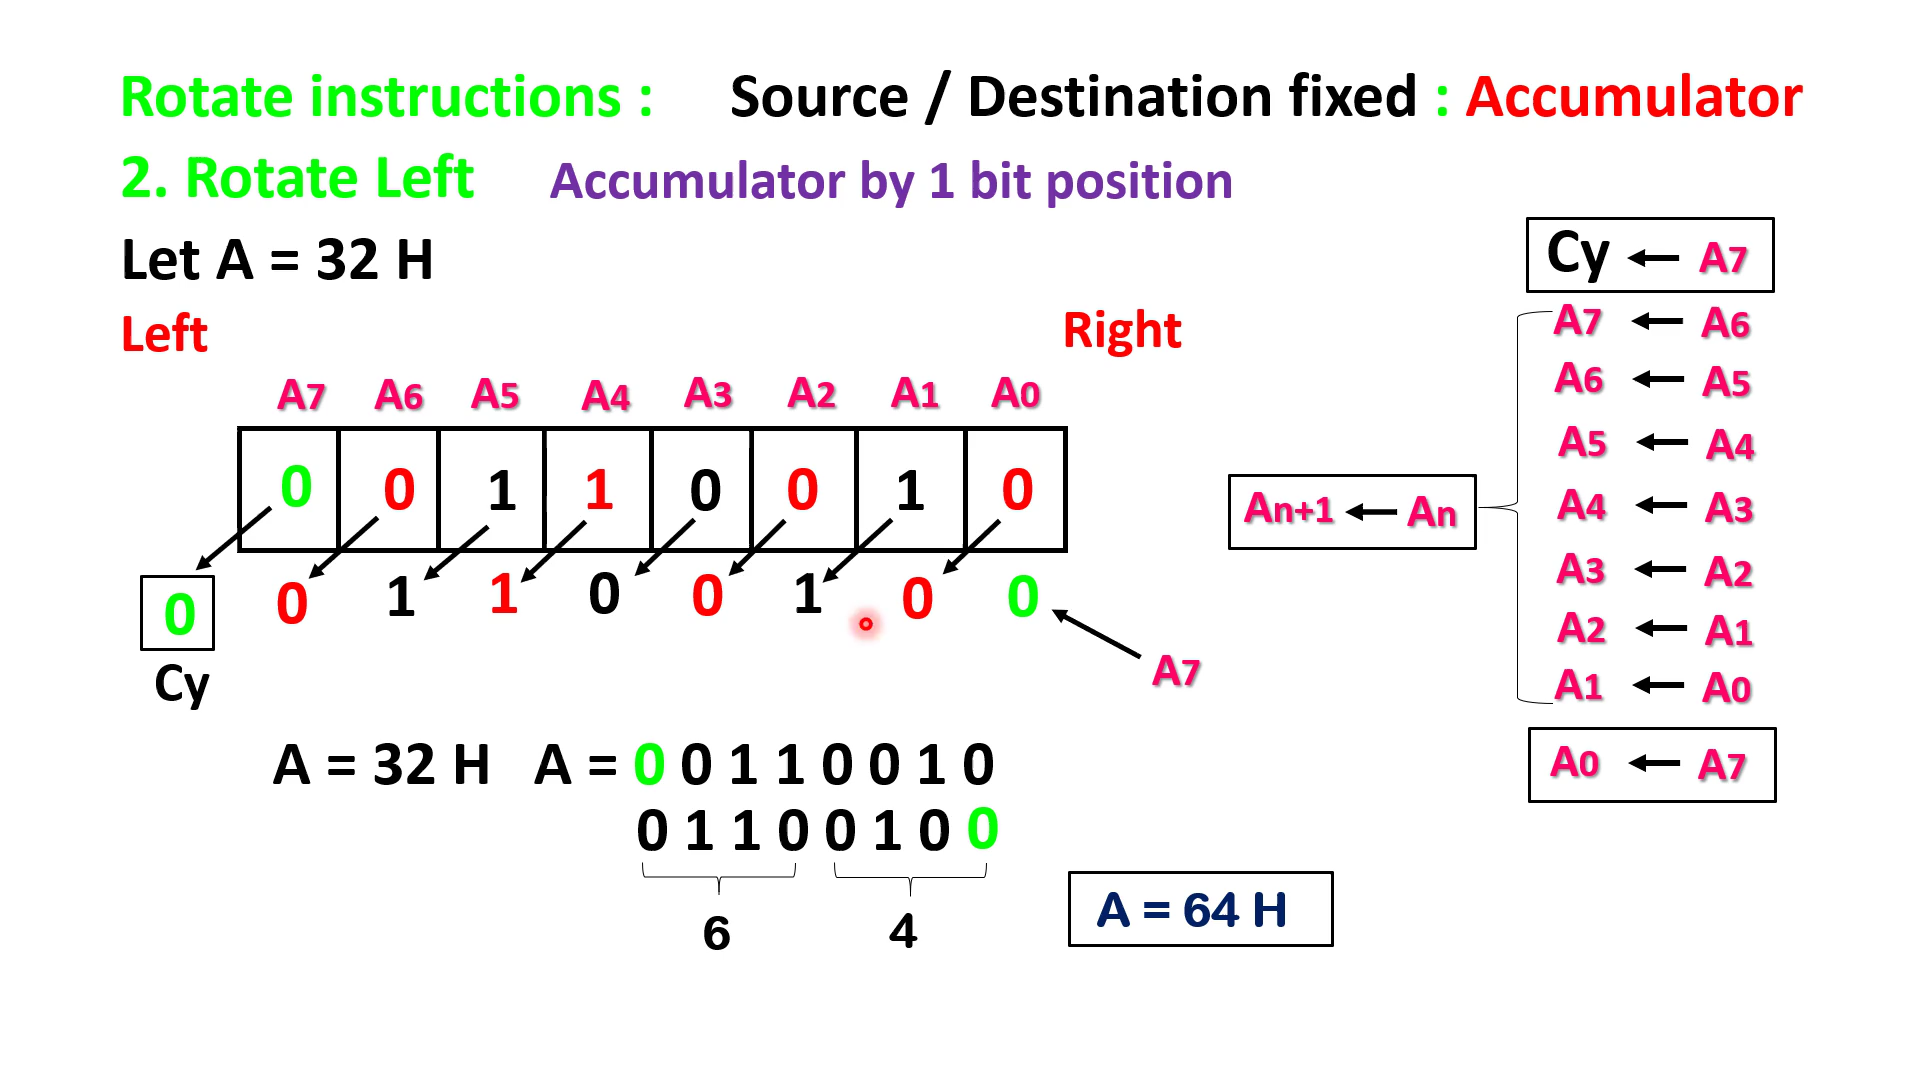 Rotate instructions : Source / Destination fixed : Accumulator
2. Rotate Left Accumulator by 1 bit position
Let A = 32 H
Left Right
A7 A6 A5 A4 A3 A2 A1 A0
0 0 1 1 0 0 1 0
0 0 1 1 0 0 1 0 0
Cy
A7
A = 32 H A = 0 0 1 1 0 0 1 0
0 1 1 0 0 1 0 0
6 4
A = 64 H
An+1 ← An
Cy ← A7
A7 ← A6
A6 ← A5
A5 ← A4
A4 ← A3
A3 ← A2
A2 ← A1
A1 ← A0
A0 ← A7